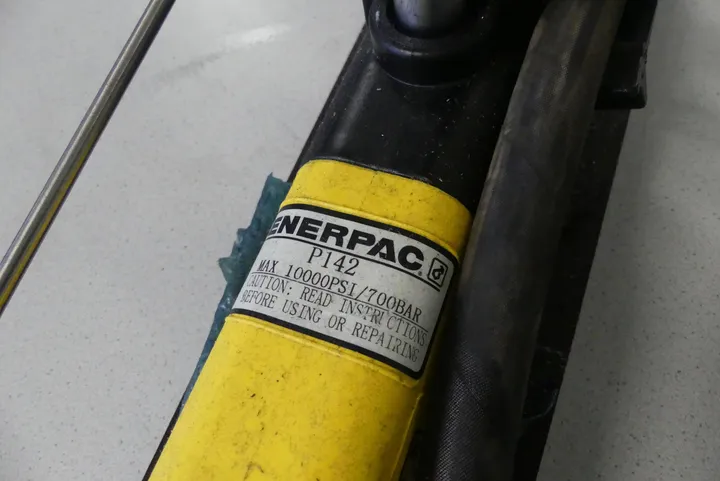 ENERPAC.
P142
MAX 10000PSI/700BAR
CAUTION: READ INSTRUCTIONS
BEFORE USING OR REPAIRING